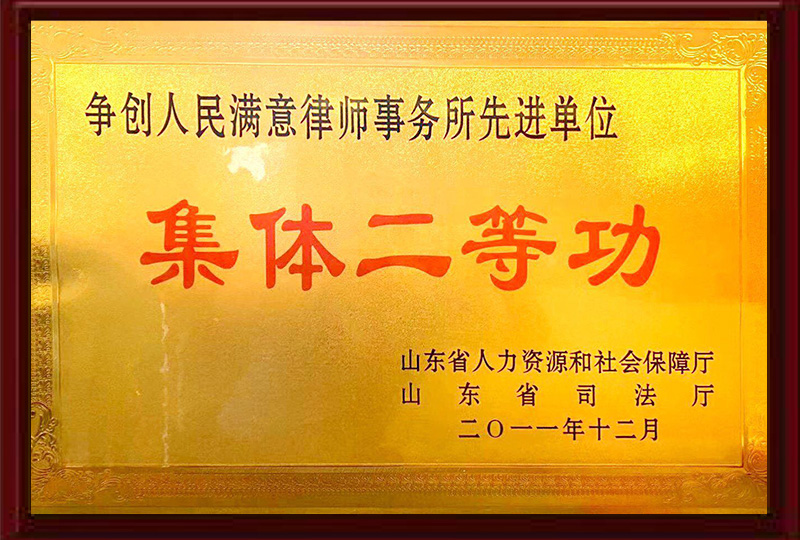 争创人民满意律师事务所先进单位
集体二等功
山东省人力资源和社会保障厅
山东省司法厅
二〇一一年十二月